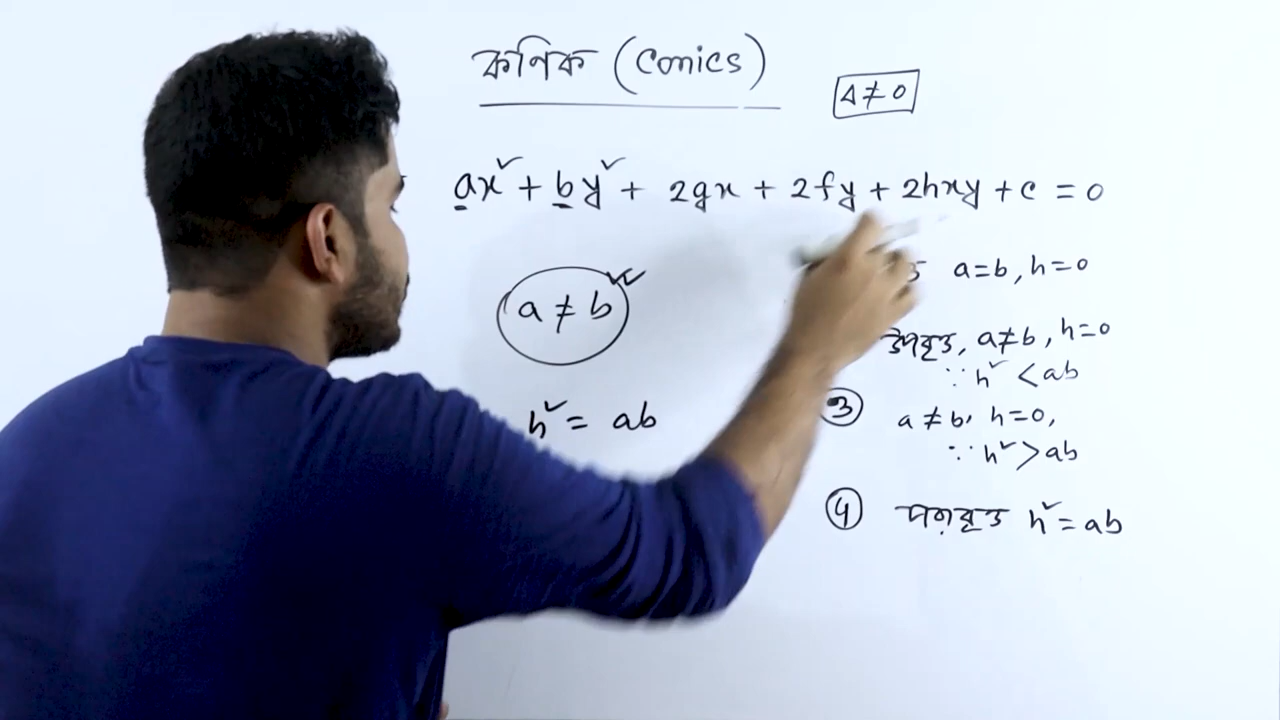 কণিক (Conics)
Δ ≠ 0
ax² + by² + 2gx + 2fy + 2hxy + c = 0
a = b, h = 0
a ≠ b
উপবৃত্ত, a ≠ b, h = 0
∵ h² < ab
③ a ≠ b, h = 0,
h² = ab
∵ h² > ab
④ পরাবৃত্ত h² = ab